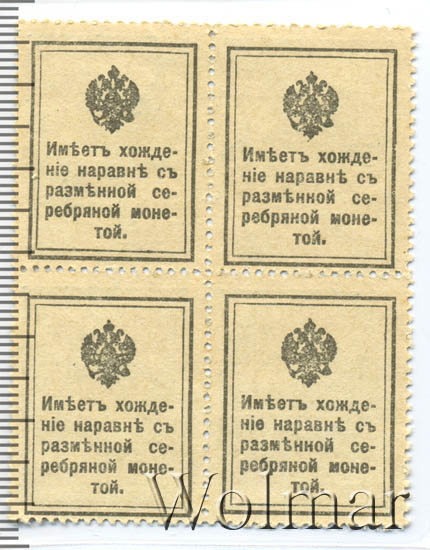 Имѣетъ хожде-
ніе наравнѣ съ
размѣнной се-
ребряной моне-
той.
Имѣетъ хожде-
ніе наравнѣ съ
размѣнной се-
ребряной моне-
той.
Имѣетъ хожде-
ніе наравнѣ съ
размѣнной се-
ребряной моне-
той.
Имѣетъ хожде-
ніе наравнѣ съ
размѣнной се-
ребряной моне-
той.
Wolmar